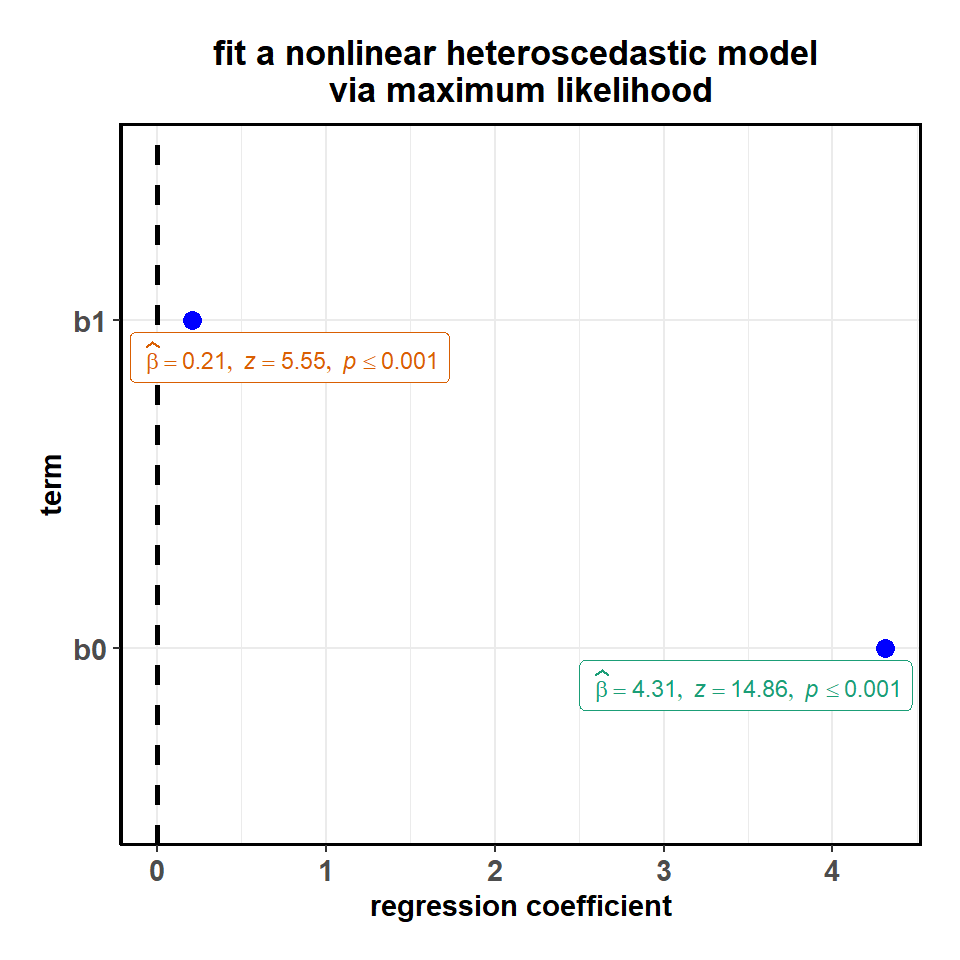 fit a nonlinear heteroscedastic model
via maximum likelihood
term
b1
β̂ = 0.21, z = 5.55, p ≤ 0.001
b0
β̂ = 4.31, z = 14.86, p ≤ 0.001
0 1 2 3 4
regression coefficient